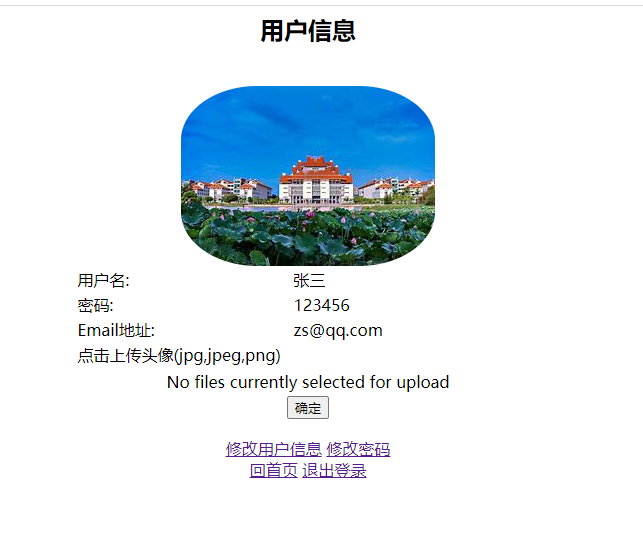 用户信息
用户名: 张三
密码: 123456
Email地址: zs@qq.com
点击上传头像(jpg,jpeg,png)
No files currently selected for upload
确定
修改用户信息 修改密码
回首页 退出登录